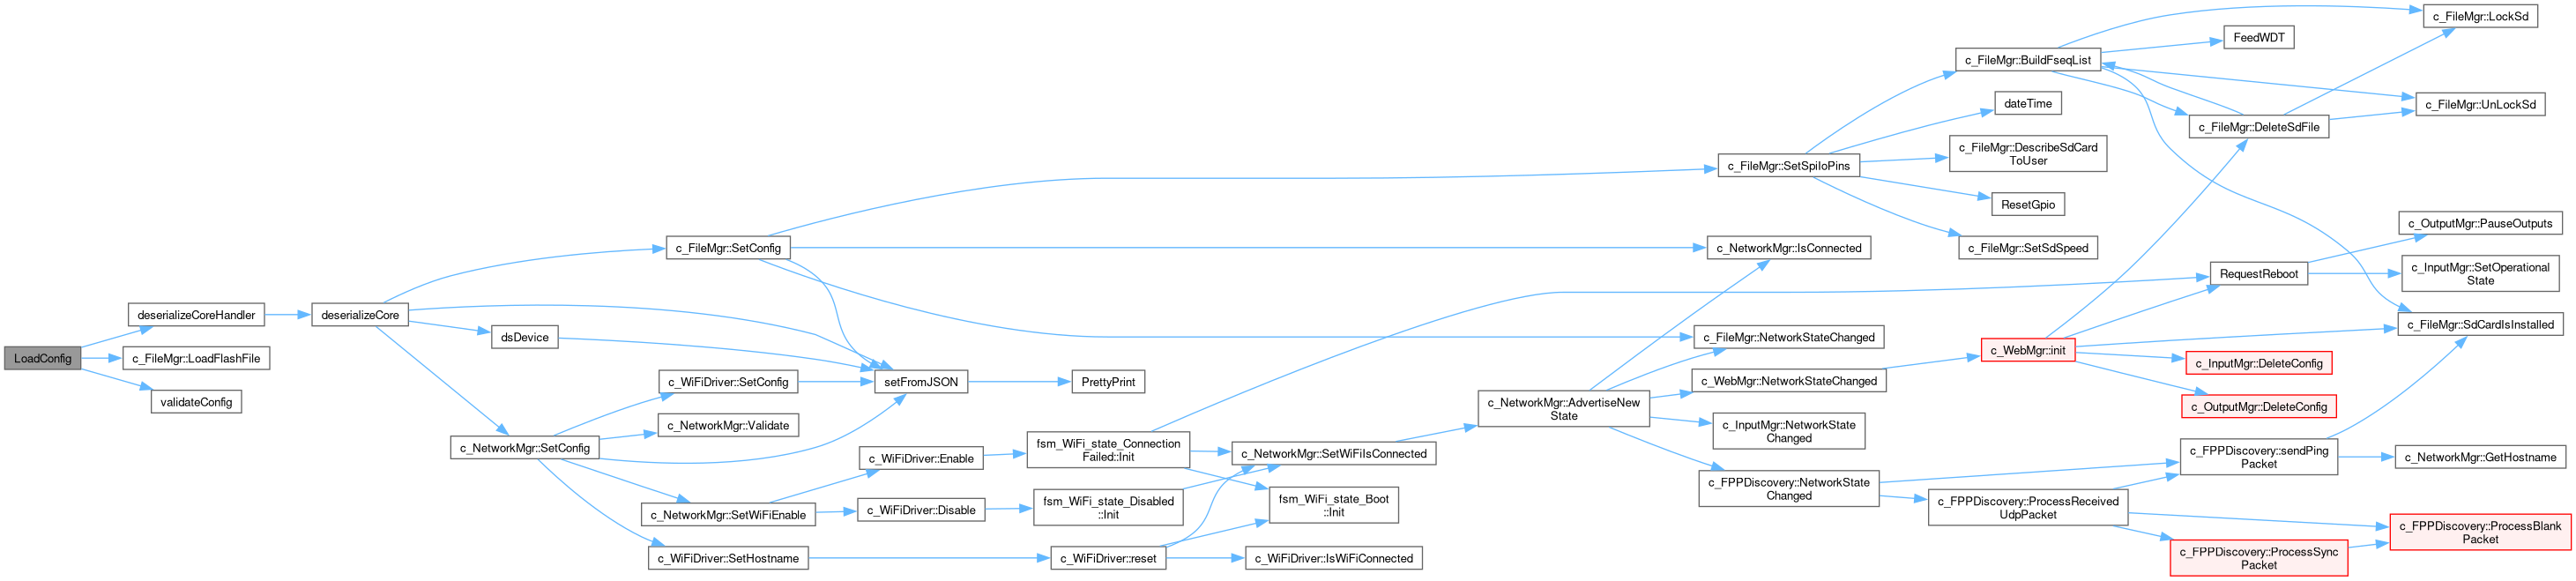 LoadConfig
deserializeCoreHandler
c_FileMgr::LoadFlashFile
validateConfig
deserializeCore
c_FileMgr::SetConfig
dsDevice
c_NetworkMgr::SetConfig
c_WiFiDriver::SetConfig
c_NetworkMgr::Validate
c_NetworkMgr::SetWiFiEnable
c_WiFiDriver::SetHostname
setFromJSON
c_WiFiDriver::Enable
c_WiFiDriver::Disable
PrettyPrint
fsm_WiFi_state_Connection
Failed::Init
fsm_WiFi_state_Disabled
::Init
c_WiFiDriver::reset
c_NetworkMgr::SetWiFiIsConnected
fsm_WiFi_state_Boot
::Init
c_WiFiDriver::IsWiFiConnected
c_NetworkMgr::AdvertiseNew
State
c_FileMgr::SetSpiIoPins
c_NetworkMgr::IsConnected
c_FileMgr::NetworkStateChanged
c_WebMgr::NetworkStateChanged
c_InputMgr::NetworkState
Changed
c_FPPDiscovery::NetworkState
Changed
c_FileMgr::BuildFseqList
dateTime
c_FileMgr::DescribeSdCard
ToUser
ResetGpio
c_FileMgr::SetSdSpeed
c_WebMgr::init
c_FPPDiscovery::ProcessReceived
UdpPacket
FeedWDT
c_FileMgr::DeleteSdFile
RequestReboot
c_InputMgr::DeleteConfig
c_OutputMgr::DeleteConfig
c_FPPDiscovery::sendPing
Packet
c_FPPDiscovery::ProcessSync
Packet
c_FileMgr::LockSd
c_FileMgr::UnLockSd
c_OutputMgr::PauseOutputs
c_InputMgr::SetOperational
State
c_FileMgr::SdCardIsInstalled
c_NetworkMgr::GetHostname
c_FPPDiscovery::ProcessBlank
Packet